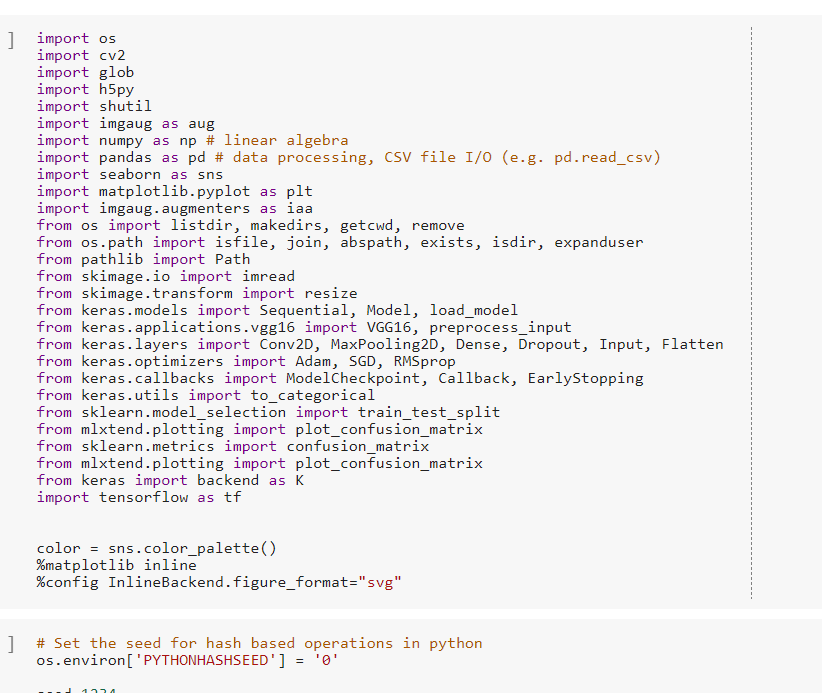 ] import os
import cv2
import glob
import h5py
import shutil
import imgaug as aug
import numpy as np # linear algebra
import pandas as pd # data processing, CSV file I/O (e.g. pd.read_csv)
import seaborn as sns
import matplotlib.pyplot as plt
import imgaug.augmenters as iaa
from os import listdir, makedirs, getcwd, remove
from os.path import isfile, join, abspath, exists, isdir, expanduser
from pathlib import Path
from skimage.io import imread
from skimage.transform import resize
from keras.models import Sequential, Model, load_model
from keras.applications.vgg16 import VGG16, preprocess_input
from keras.layers import Conv2D, MaxPooling2D, Dense, Dropout, Input, Flatten
from keras.optimizers import Adam, SGD, RMSprop
from keras.callbacks import ModelCheckpoint, Callback, EarlyStopping
from keras.utils import to_categorical
from sklearn.model_selection import train_test_split
from mlxtend.plotting import plot_confusion_matrix
from sklearn.metrics import confusion_matrix
from mlxtend.plotting import plot_confusion_matrix
from keras import backend as K
import tensorflow as tf
color = sns.color_palette()
%matplotlib inline
%config InlineBackend.figure_format="svg"
] # Set the seed for hash based operations in python
os.environ['PYTHONHASHSEED'] = '0'